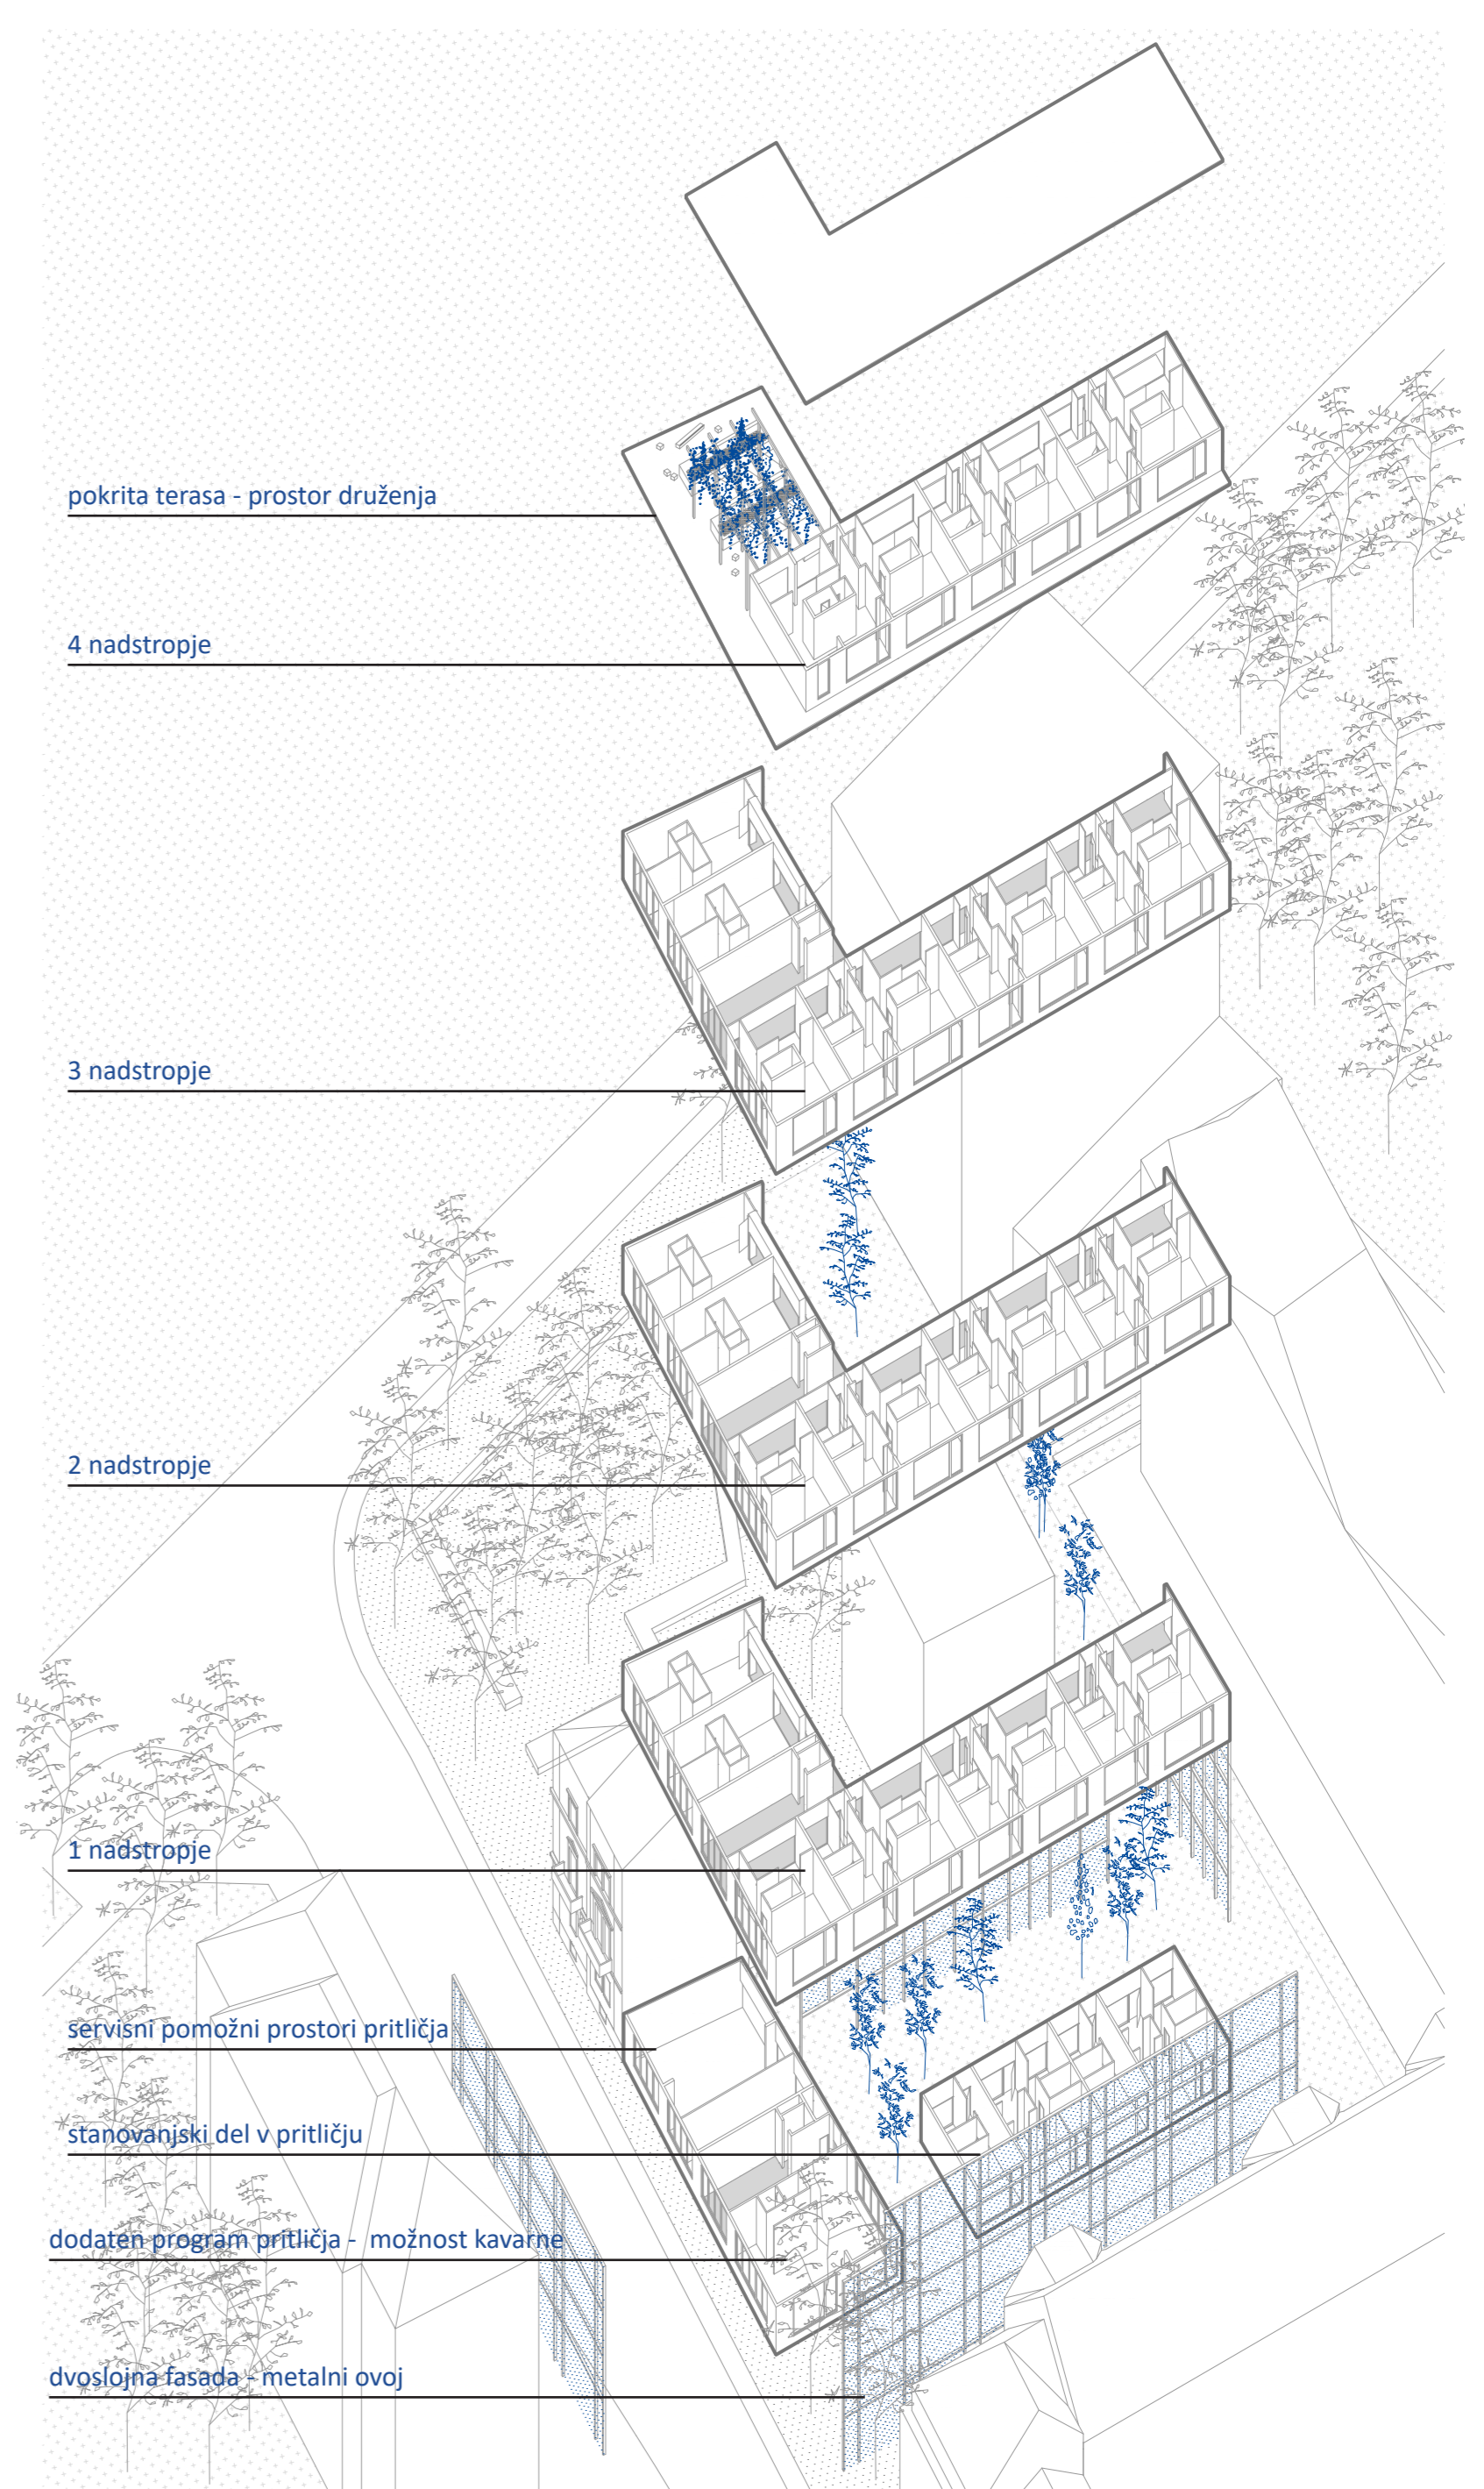 pokrita terasa - prostor druženja
4 nadstropje
3 nadstropje
2 nadstropje
1 nadstropje
servisni pomožni prostori pritličja
stanovanjski del v pritličju
dodaten program pritličja - možnost kavarne
dvoslojna fasada - metalni ovoj